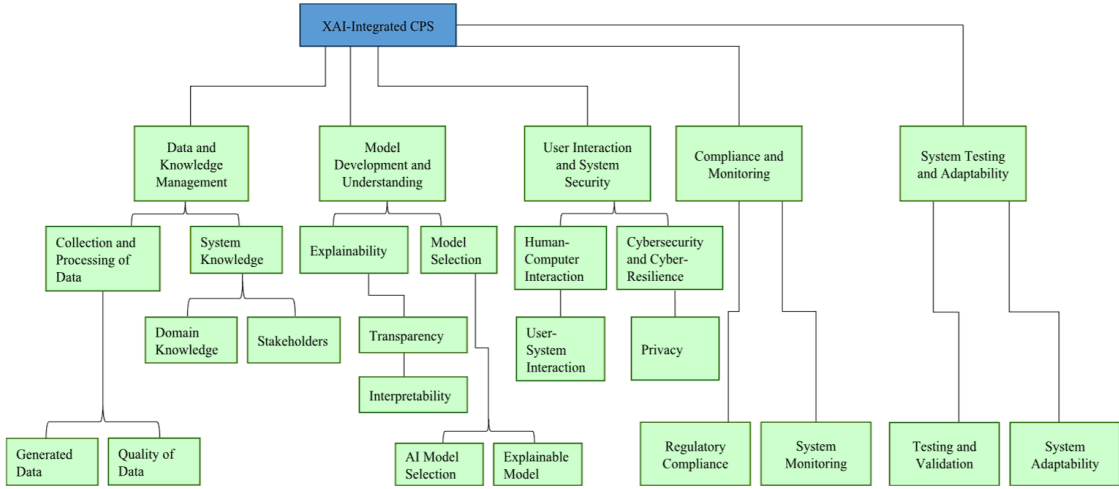 XAI-Integrated CPS
Data and
Knowledge
Management
Model
Development and
Understanding
User Interaction
and System
Security
Compliance and
Monitoring
System Testing
and Adaptability
Collection and
Processing of
Data
System
Knowledge
Explainability
Model
Selection
Human-
Computer
Interaction
Cybersecurity
and Cyber-
Resilience
Domain
Knowledge
Stakeholders
Transparency
User-
System
Interaction
Privacy
Interpretability
Generated
Data
Quality of
Data
AI Model
Selection
Explainable
Model
Regulatory
Compliance
System
Monitoring
Testing and
Validation
System
Adaptability